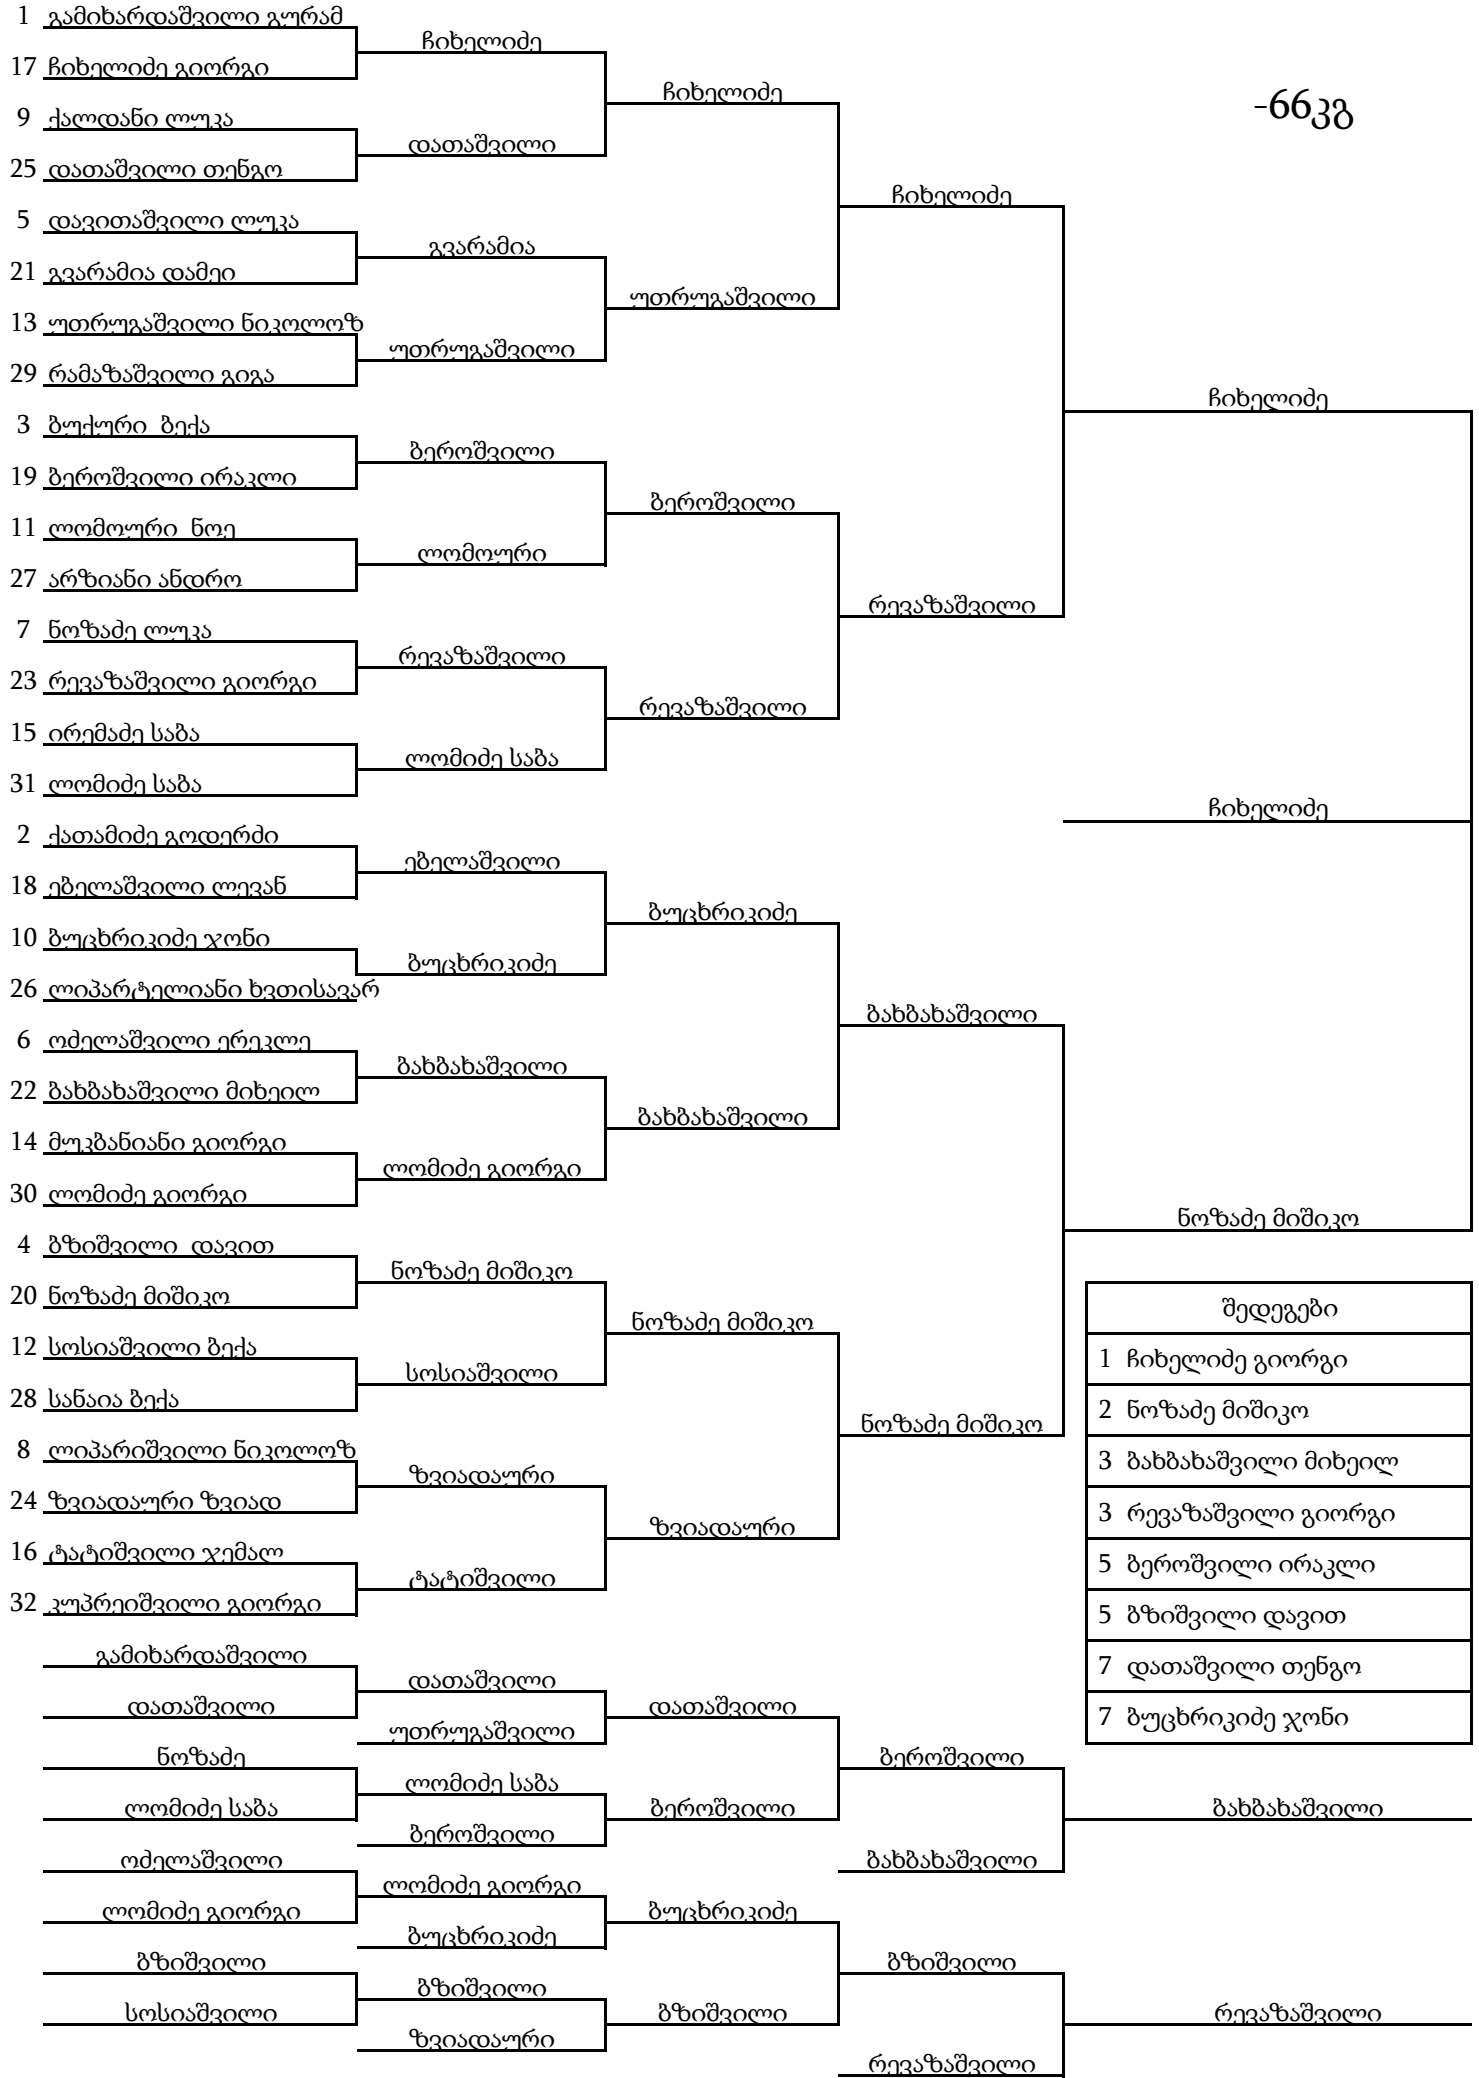 1 გამიხარდაშვილი გურამ
17 ჩიხელიძე გიორგი
9 ქალდანი ლუკა
25 დათაშვილი თენგო
5 დავითაშვილი ლუკა
21 გვარამია დამეი
13 უთრუგაშვილი ნიკოლოზ
29 რამაზაშვილი გიგა
3 ბუქური ბექა
19 ბეროშვილი ირაკლი
11 ლომოური ნოე
27 არზიანი ანდრო
7 ნოზაძე ლუკა
23 რევაზაშვილი გიორგი
15 ირემაძე საბა
31 ლომიძე საბა
2 ქათამიძე გოდერძი
18 ებელაშვილი ლევან
10 ბუცხრიკიძე ჯონი
26 ლიპარტელიანი ხვთისავარ
6 ოძელაშვილი ერეკლე
22 ბახბახაშვილი მიხეილ
14 მუკბანიანი გიორგი
30 ლომიძე გიორგი
4 ბზიშვილი დავით
20 ნოზაძე მიშიკო
12 სოსიაშვილი ბექა
28 სანაია ბექა
8 ლიპარიშვილი ნიკოლოზ
24 ზვიადაური ზვიად
16 ტატიშვილი ჯემალ
32 კუპრეიშვილი გიორგი
ჩიხელიძე
დათაშვილი
გვარამია
უთრუგაშვილი
ბეროშვილი
ლომოური
რევაზაშვილი
ლომიძე საბა
ებელაშვილი
ბუცხრიკიძე
ბახბახაშვილი
ლომიძე გიორგი
ნოზაძე მიშიკო
სოსიაშვილი
ზვიადაური
ტატიშვილი
ჩიხელიძე
უთრუგაშვილი
ბეროშვილი
რევაზაშვილი
ბუცხრიკიძე
ბახბახაშვილი
ნოზაძე მიშიკო
ზვიადაური
ჩიხელიძე
რევაზაშვილი
ბახბახაშვილი
ნოზაძე მიშიკო
-66კგ
ჩიხელიძე
ჩიხელიძე
ნოზაძე მიშიკო
შედეგები
1 ჩიხელიძე გიორგი
2 ნოზაძე მიშიკო
3 ბახბახაშვილი მიხეილ
3 რევაზაშვილი გიორგი
5 ბეროშვილი ირაკლი
5 ბზიშვილი დავით
7 დათაშვილი თენგო
7 ბუცხრიკიძე ჯონი
გამიხარდაშვილი
დათაშვილი
ნოზაძე
ლომიძე საბა
ოძელაშვილი
ლომიძე გიორგი
ბზიშვილი
სოსიაშვილი
დათაშვილი
უთრუგაშვილი
ლომიძე საბა
ბეროშვილი
ლომიძე გიორგი
ბუცხრიკიძე
ბზიშვილი
ზვიადაური
დათაშვილი
ბეროშვილი
ბუცხრიკიძე
ბზიშვილი
ბეროშვილი
ბახბახაშვილი
ბზიშვილი
რევაზაშვილი
ბახბახაშვილი
რევაზაშვილი